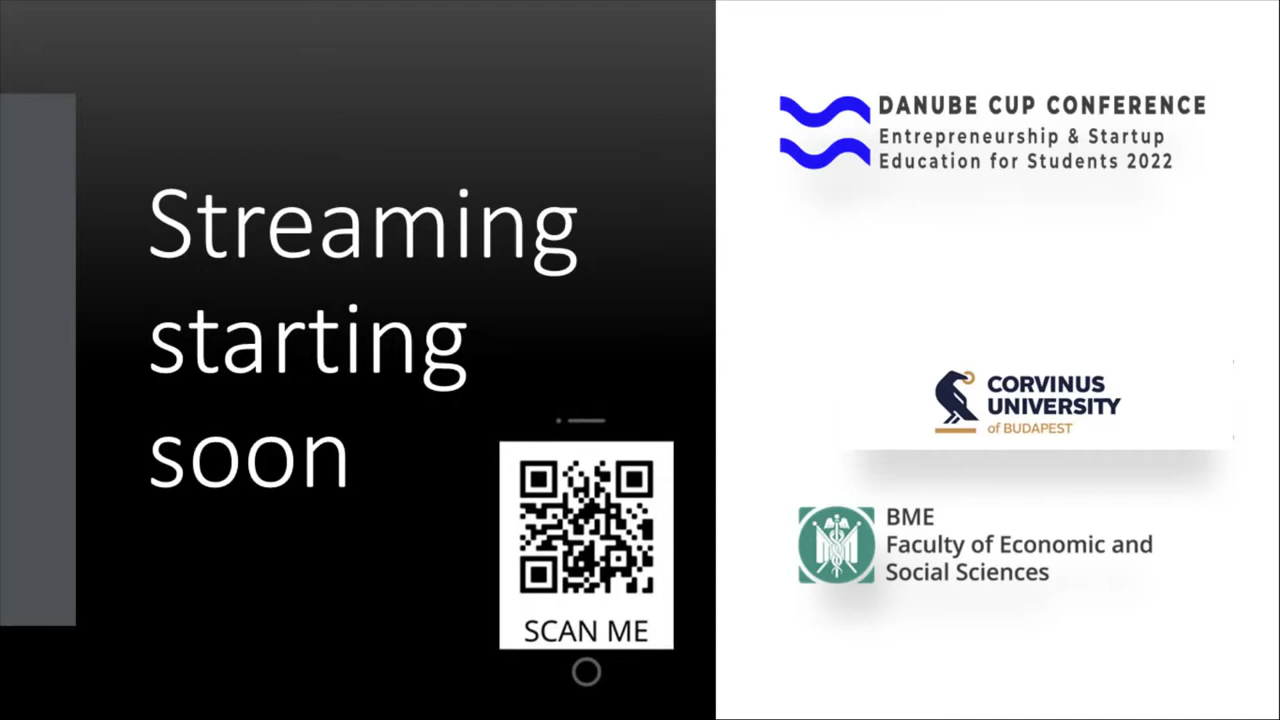 Streaming
starting
soon
SCAN ME
DANUBE CUP CONFERENCE
Entrepreneurship & Startup
Education for Students 2022
CORVINUS
UNIVERSITY
of BUDAPEST
BME
Faculty of Economic and
Social Sciences